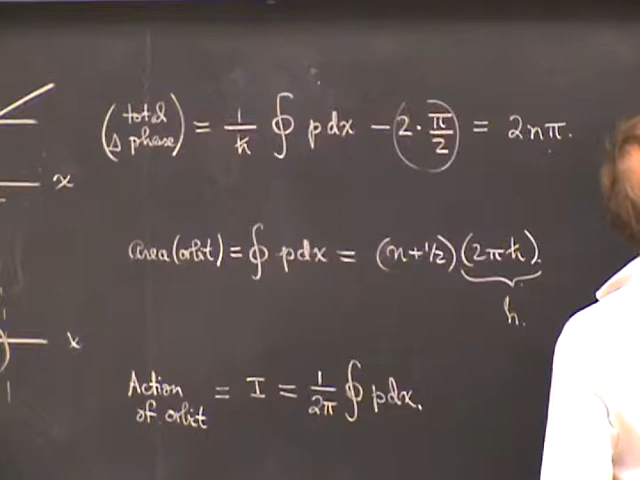 (total Δ phase) = 1/ħ ∮ p dx − (2 · π/2) = 2nπ.
x
area (orbit) = ∮ p dx = (n+1/2) (2πħ).
h.
x
Action of orbit = I = 1/2π ∮ p dx.